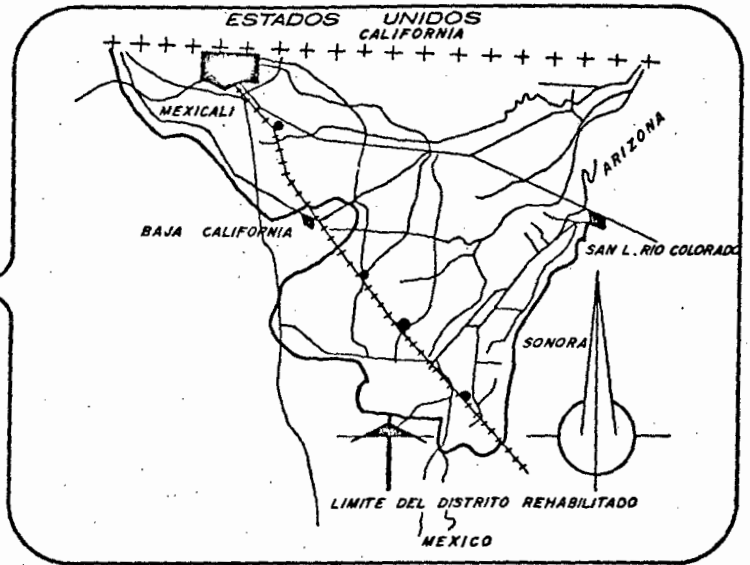 ESTADOS UNIDOS
CALIFORNIA
MEXICALI
ARIZONA
BAJA CALIFORNIA
SAN L. RIO COLORADO
SONORA
LIMITE DEL DISTRITO REHABILITADO
MEXICO